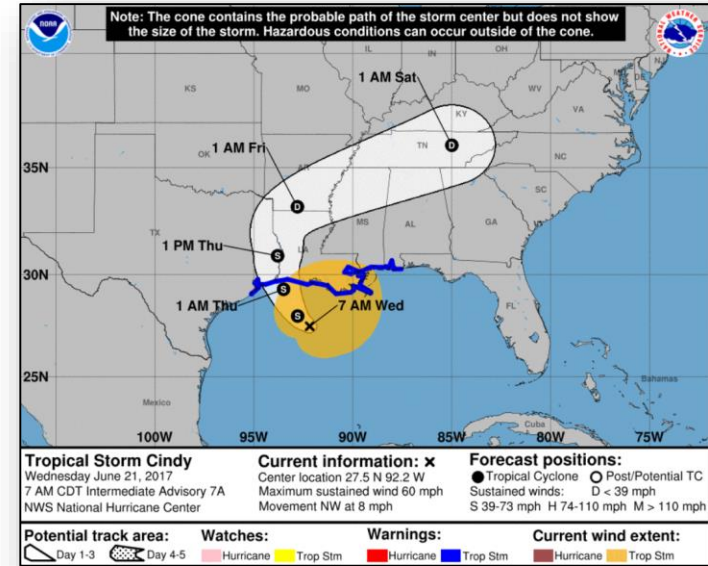 Note: The cone contains the probable path of the storm center but does not show
the size of the storm. Hazardous conditions can occur outside of the cone.
NOAA
NATIONAL WEATHER SERVICE
1 AM Sat
1 AM Fri
1 PM Thu
1 AM Thu
7 AM Wed
KS
MO
IL
IN
OH
WV
KY
VA
NJ
DE
OK
AR
TN
NC
SC
TX
LA
MS
AL
GA
FL
Mexico
Bahamas
Cuba
35N
30N
25N
100W
95W
90W
85W
80W
75W
D
D
S
S
S
Tropical Storm Cindy
Wednesday June 21, 2017
7 AM CDT Intermediate Advisory 7A
NWS National Hurricane Center
Current information: ×
Center location 27.5 N 92.2 W
Maximum sustained wind 60 mph
Movement NW at 8 mph
Forecast positions:
Tropical Cyclone Post/Potential TC
Sustained winds: D < 39 mph
S 39-73 mph H 74-110 mph M > 110 mph
Potential track area:
Day 1-3 Day 4-5
Watches:
Hurricane Trop Stm
Warnings:
Hurricane Trop Stm
Current wind extent:
Hurricane Trop Stm